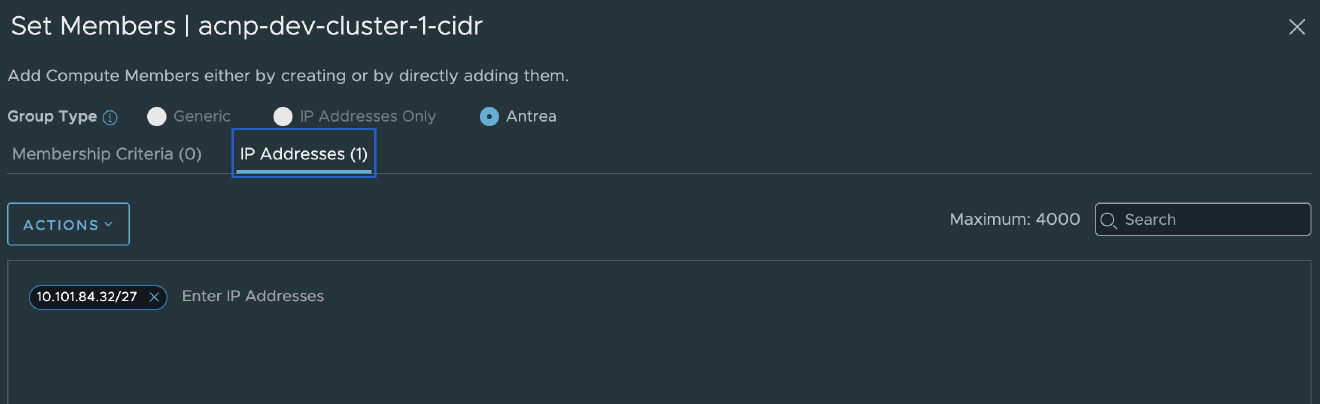 Set Members | acnp-dev-cluster-1-cidr
Add Compute Members either by creating or by directly adding them.
Group Type Generic IP Addresses Only Antrea
Membership Criteria (0) IP Addresses (1)
ACTIONS Maximum: 4000 Search
10.101.84.32/27 Enter IP Addresses